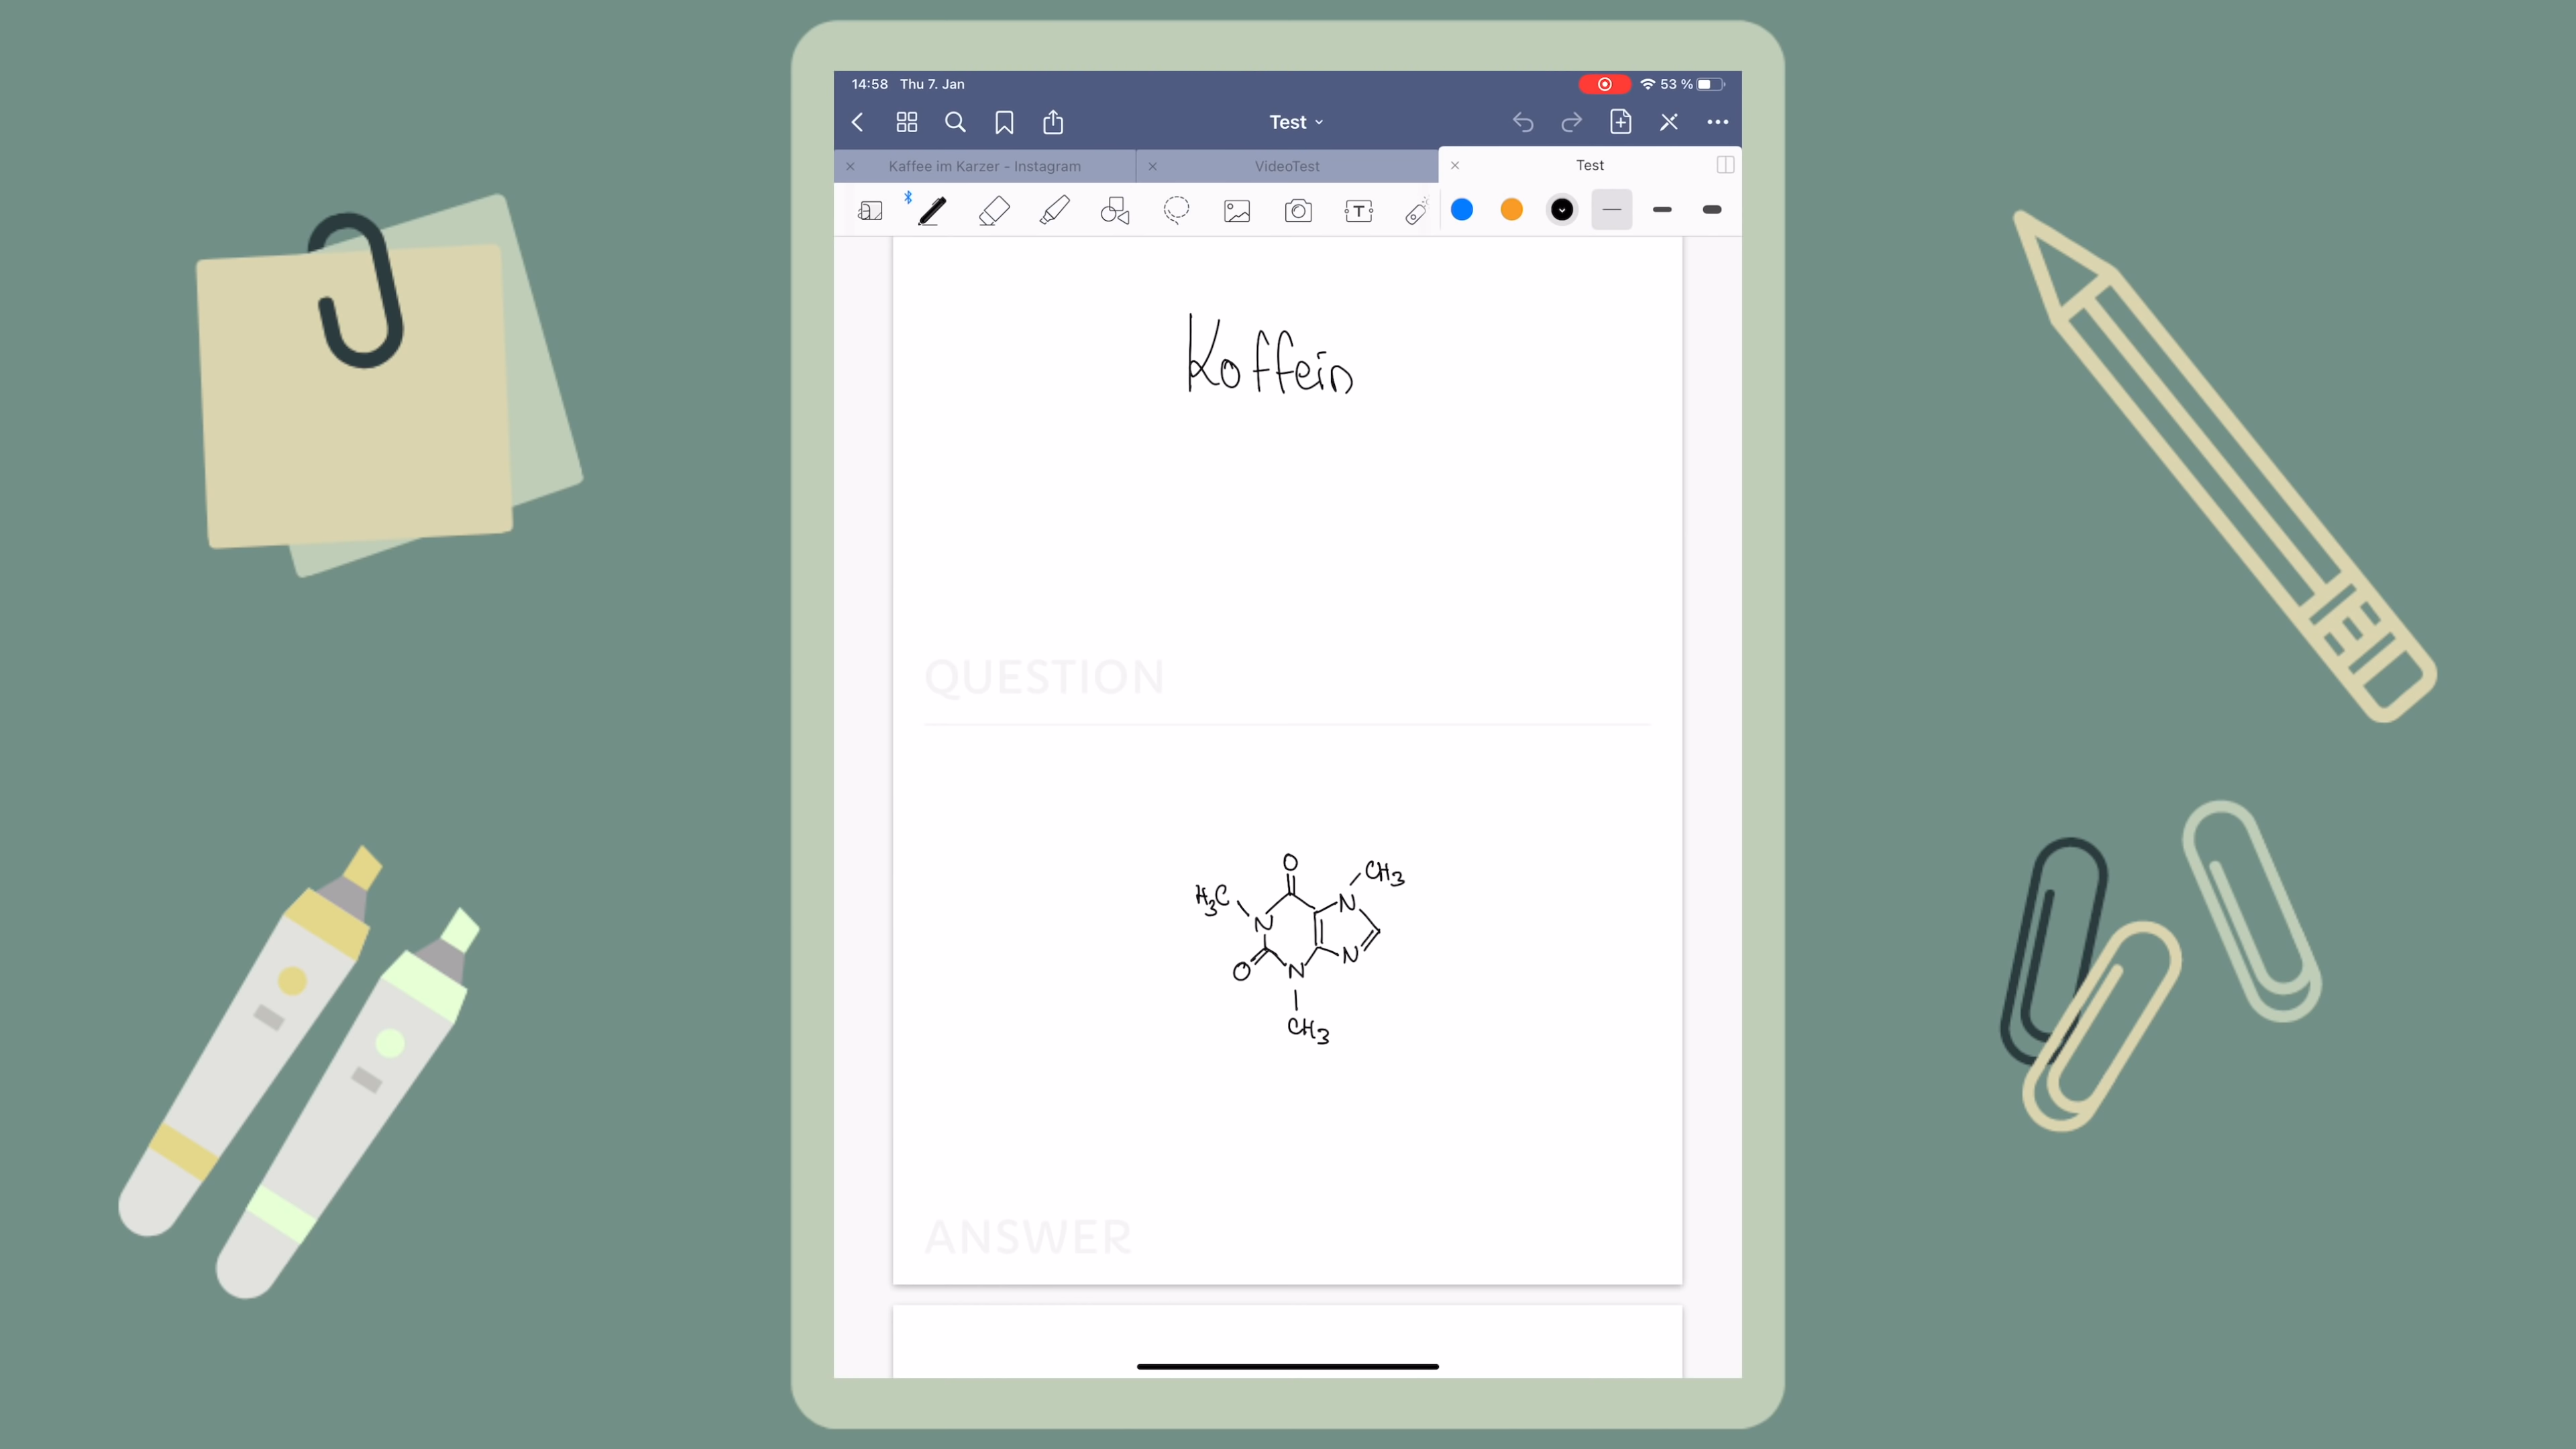 14:58 Thu 7. Jan 53 %
Test
Kaffee im Karzer - Instagram VideoTest Test
T
Koffein
QUESTION
O
CH3
H3C
N
N
O
N
N
CH3
ANSWER